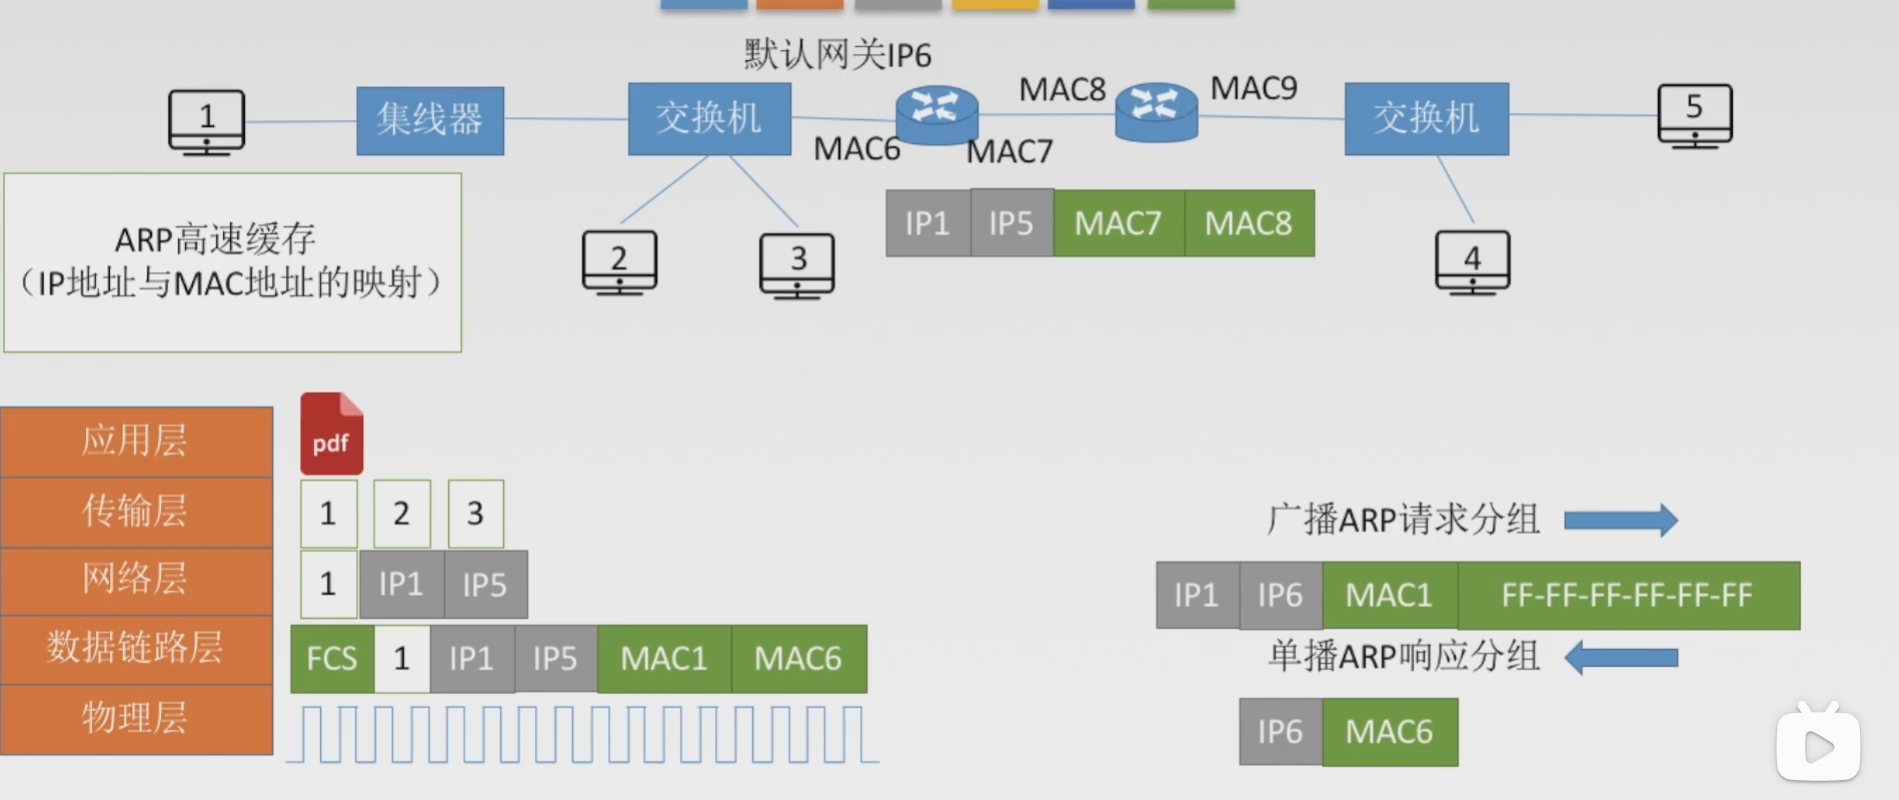 默认网关IP6
1
集线器
交换机
MAC8
MAC9
交换机
5
MAC6
MAC7
IP1 IP5 MAC7 MAC8
2
3
4
ARP高速缓存
（IP地址与MAC地址的映射）
应用层
pdf
传输层
1 2 3
网络层
1 IP1 IP5
数据链路层
FCS 1 IP1 IP5 MAC1 MAC6
物理层
广播ARP请求分组
IP1 IP6 MAC1 FF-FF-FF-FF-FF-FF
单播ARP响应分组
IP6 MAC6